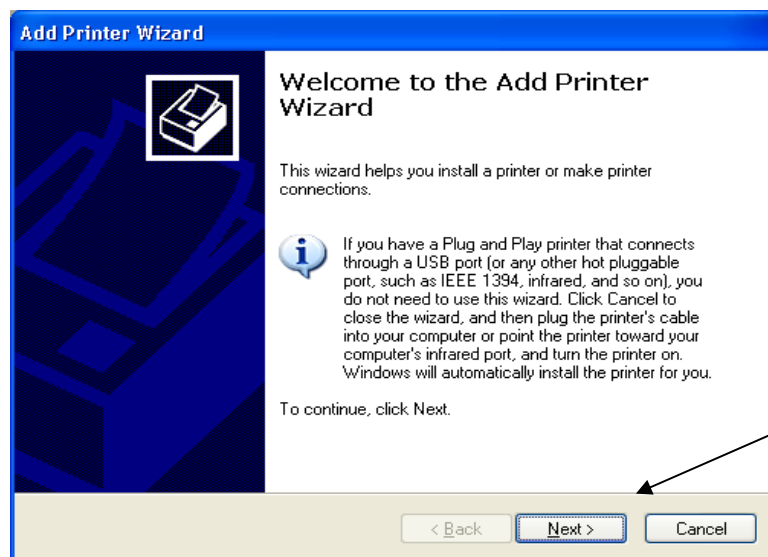 Add Printer Wizard
Welcome to the Add Printer
Wizard
This wizard helps you install a printer or make printer
connections.
If you have a Plug and Play printer that connects
through a USB port (or any other hot pluggable
port, such as IEEE 1394, infrared, and so on), you
do not need to use this wizard. Click Cancel to
close the wizard, and then plug the printer's cable
into your computer or point the printer toward your
computer's infrared port, and turn the printer on.
Windows will automatically install the printer for you.
To continue, click Next.
< Back Next > Cancel